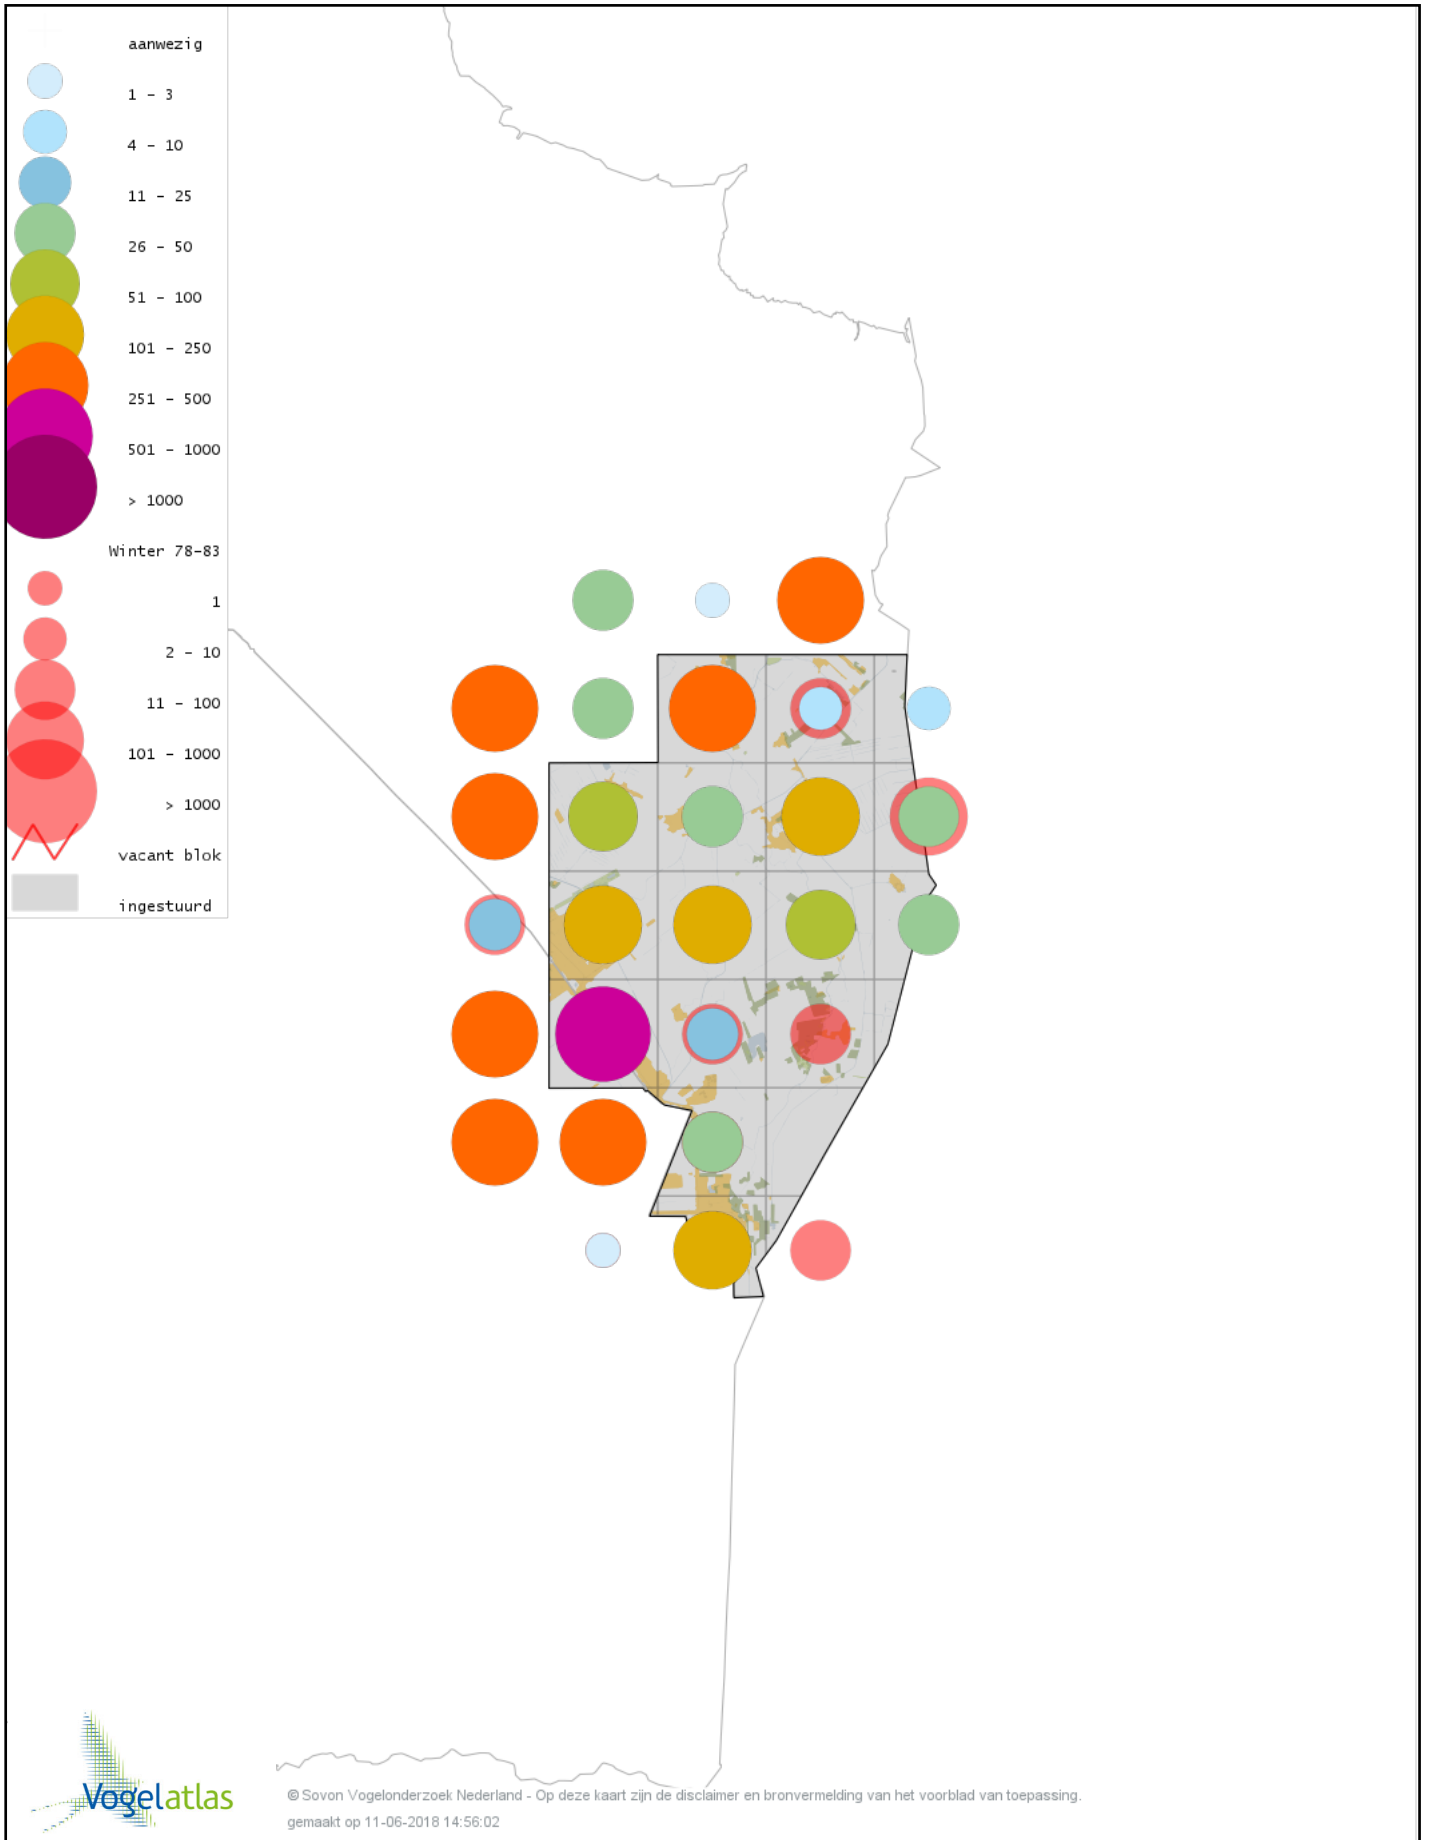 aanwezig
1 - 3
4 - 10
11 - 25
26 - 50
51 - 100
101 - 250
251 - 500
501 - 1000
> 1000
Winter 78-83
1
2 - 10
11 - 100
101 - 1000
> 1000
vacant blok
ingestuurd
Vogelatlas
© Sovon Vogelonderzoek Nederland - Op deze kaart zijn de disclaimer en bronvermelding van het voorblad van toepassing.
gemaakt op 11-06-2018 14:56:02